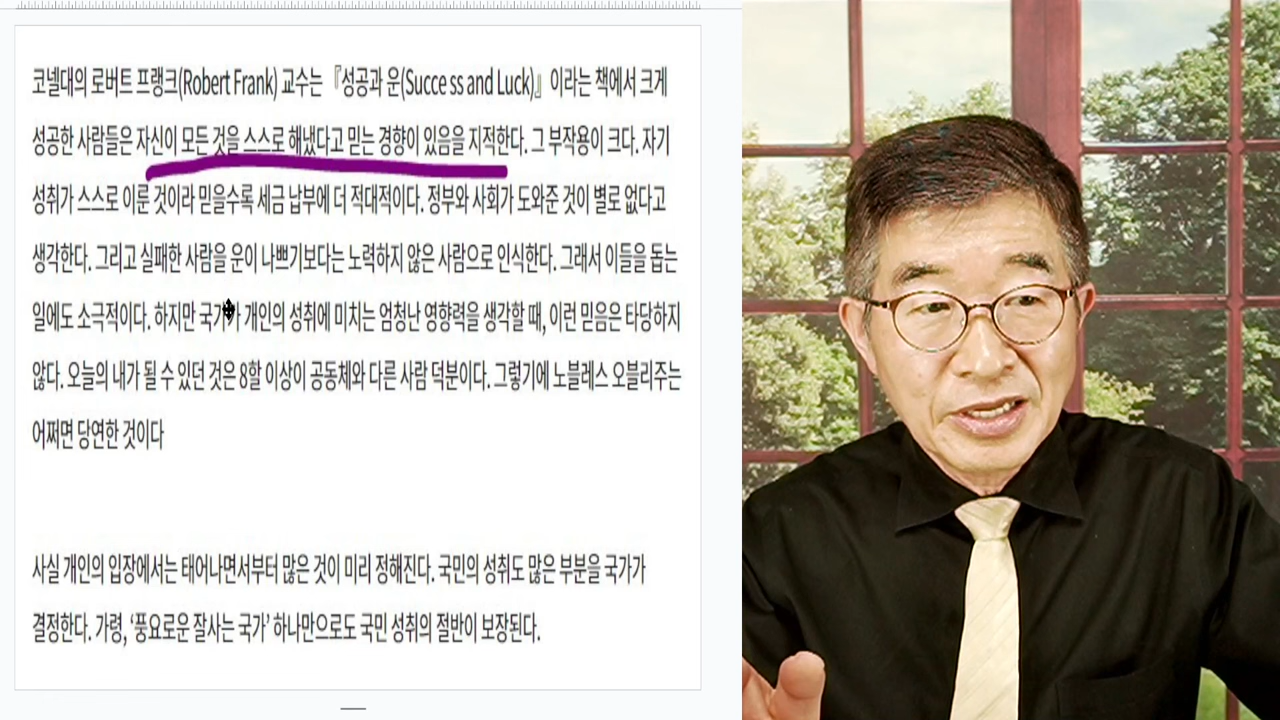 코넬대의 로버트 프랭크(Robert Frank) 교수는 『성공과 운(Succe ss and Luck)』이라는 책에서 크게
성공한 사람들은 자신이 모든 것을 스스로 해냈다고 믿는 경향이 있음을 지적한다. 그 부작용이 크다. 자기
성취가 스스로 이룬 것이라 믿을수록 세금 납부에 더 적대적이다. 정부와 사회가 도와준 것이 별로 없다고
생각한다. 그리고 실패한 사람을 운이 나쁘기보다는 노력하지 않은 사람으로 인식한다. 그래서 이들을 돕는
일에도 소극적이다. 하지만 국가가 개인의 성취에 미치는 엄청난 영향력을 생각할 때, 이런 믿음은 타당하지
않다. 오늘의 내가 될 수 있던 것은 8할 이상이 공동체와 다른 사람 덕분이다. 그렇기에 노블레스 오블리주는
어쩌면 당연한 것이다
사실 개인의 입장에서는 태어나면서부터 많은 것이 미리 정해진다. 국민의 성취도 많은 부분을 국가가
결정한다. 가령, ‘풍요로운 잘사는 국가’ 하나만으로도 국민 성취의 절반이 보장된다.